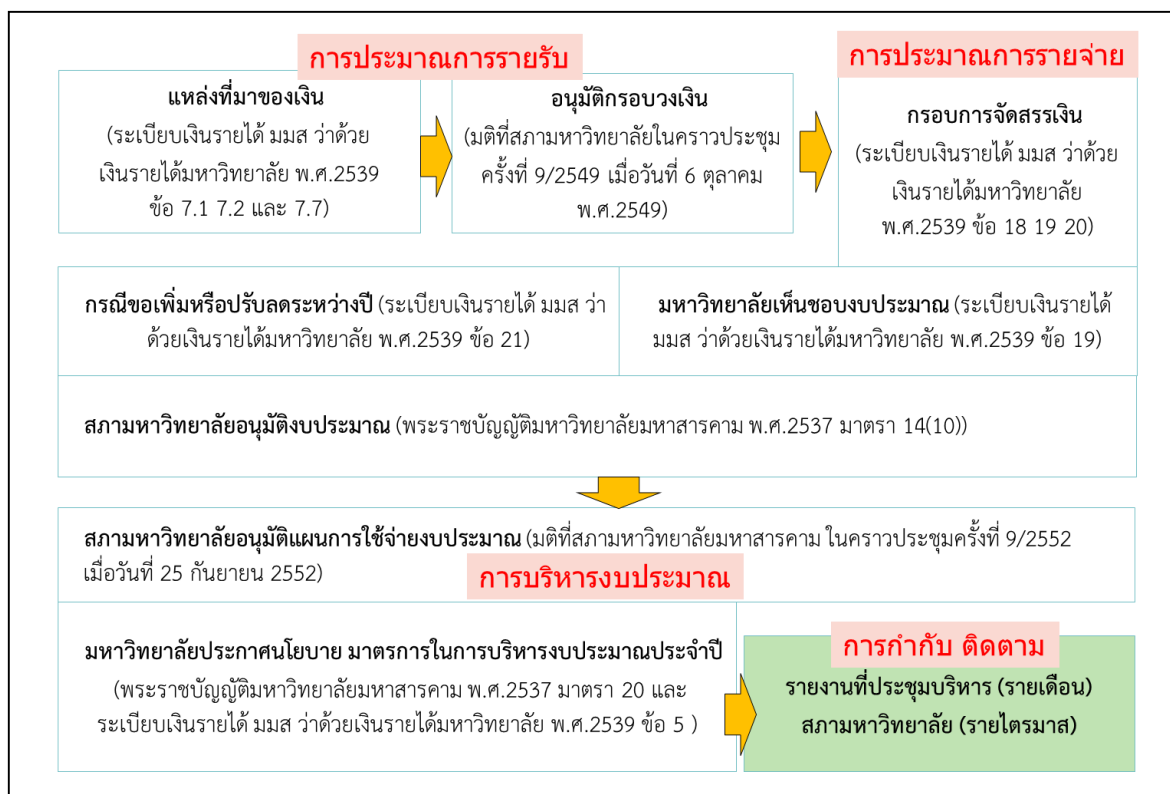 การประมาณการรายรับ
แหล่งที่มาของเงิน
(ระเบียบเงินรายได้ มมส ว่าด้วย
เงินรายได้มหาวิทยาลัย พ.ศ.2539
ข้อ 7.1 7.2 และ 7.7)
อนุมัติกรอบวงเงิน
(มติที่สภามหาวิทยาลัยในคราวประชุม
ครั้งที่ 9/2549 เมื่อวันที่ 6 ตุลาคม
พ.ศ.2549)
การประมาณการรายจ่าย
กรอบการจัดสรรเงิน
(ระเบียบเงินรายได้ มมส ว่าด้วย
เงินรายได้มหาวิทยาลัย
พ.ศ.2539 ข้อ 18 19 20)
กรณีขอเพิ่มหรือปรับลดระหว่างปี (ระเบียบเงินรายได้ มมส ว่า
ด้วยเงินรายได้มหาวิทยาลัย พ.ศ.2539 ข้อ 21)
มหาวิทยาลัยเห็นชอบงบประมาณ (ระเบียบเงินรายได้
มมส ว่าด้วยเงินรายได้มหาวิทยาลัย พ.ศ.2539 ข้อ 19)
สภามหาวิทยาลัยอนุมัติงบประมาณ (พระราชบัญญัติมหาวิทยาลัยมหาสารคาม พ.ศ.2537 มาตรา 14(10))
สภามหาวิทยาลัยอนุมัติแผนการใช้จ่ายงบประมาณ (มติที่สภามหาวิทยาลัยมหาสารคาม ในคราวประชุมครั้งที่ 9/2552
เมื่อวันที่ 25 กันยายน 2552)
การบริหารงบประมาณ
มหาวิทยาลัยประกาศนโยบาย มาตรการในการบริหารงบประมาณประจำปี
(พระราชบัญญัติมหาวิทยาลัยมหาสารคาม พ.ศ.2537 มาตรา 20 และ
ระเบียบเงินรายได้ มมส ว่าด้วยเงินรายได้มหาวิทยาลัย พ.ศ.2539 ข้อ 5 )
การกำกับ ติดตาม
รายงานที่ประชุมบริหาร (รายเดือน)
สภามหาวิทยาลัย (รายไตรมาส)